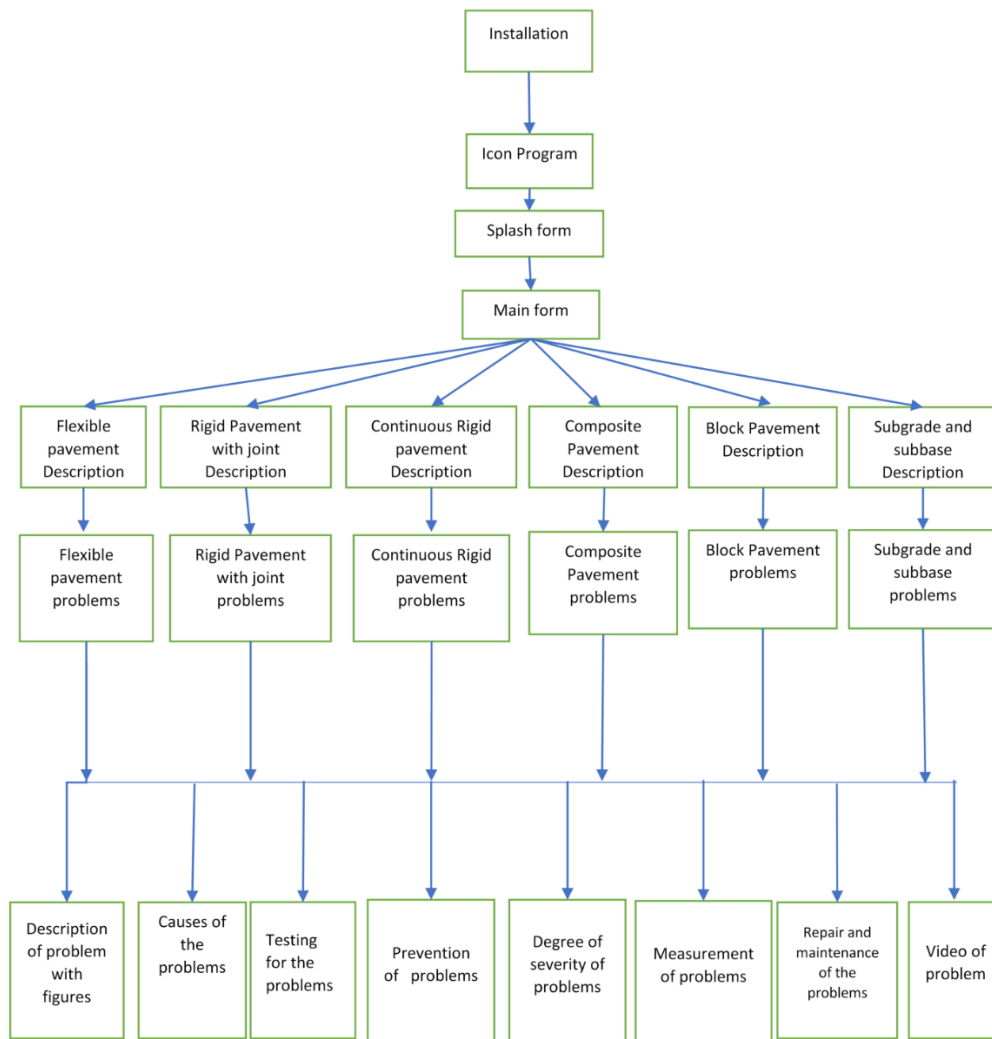 Installation
Icon Program
Splash form
Main form
Flexible
pavement
Description
Rigid Pavement
with joint
Description
Continuous Rigid
pavement
Description
Composite
Pavement
Description
Block Pavement
Description
Subgrade and
subbase
Description
Flexible
pavement
problems
Rigid Pavement
with joint
problems
Continuous Rigid
pavement
problems
Composite
Pavement
problems
Block Pavement
problems
Subgrade and
subbase
problems
Description
of problem
with
figures
Causes of
the
problems
Testing
for the
problems
Prevention
of problems
Degree of
severity of
problems
Measurement
of problems
Repair and
maintenance
of the
problems
Video of
problem